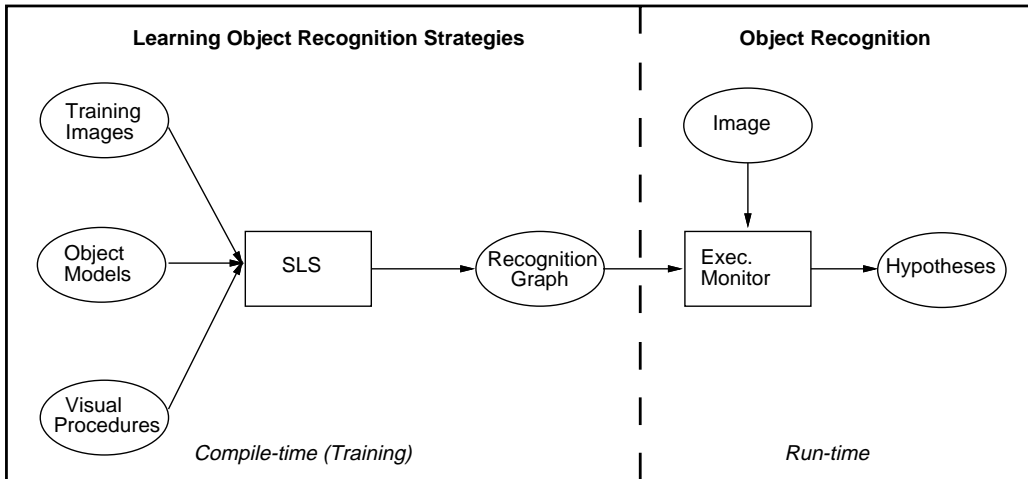 Learning Object Recognition Strategies
Object Recognition
Training
Images
Image
Object
Models
SLS
Recognition
Graph
Exec.
Monitor
Hypotheses
Visual
Procedures
Compile-time (Training)
Run-time